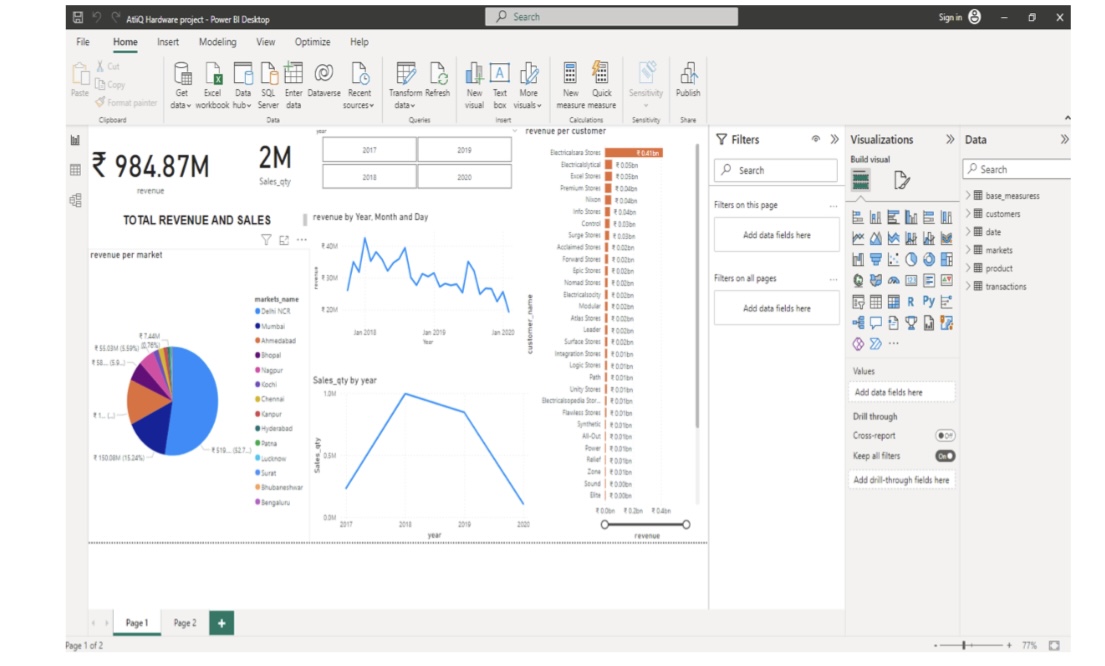 AtliQ Hardware project - Power BI Desktop
Search
Sign in
File Home Insert Modeling View Optimize Help
Paste
Cut
Copy
Format painter
Clipboard
Get data
Excel workbook
Data hub
SQL Server
Enter data
Dataverse
Recent sources
Data
Transform data
Refresh
Queries
New visual
Text box
More visuals
Insert
New measure
Quick measure
Calculations
Sensitivity
Sensitivity
Publish
Share
₹ 984.87M
revenue
2M
Sales_qty
TOTAL REVENUE AND SALES
year
2017 2019
2018 2020
revenue per market
₹ 7.44M
(0.76%)
₹ 55.03M (5.59%)
₹ 58... (5.9...)
₹ 1... (...)
₹ 150.08M (15.24%)
₹ 519... (52.7...)
markets_name
Delhi NCR
Mumbai
Ahmedabad
Bhopal
Nagpur
Kochi
Chennai
Kanpur
Hyderabad
Patna
Lucknow
Surat
Bhubaneshwar
Bengaluru
revenue by Year, Month and Day
revenue
₹ 40M
₹ 30M
₹ 20M
Jan 2018 Jan 2019 Jan 2020
Year
Sales_qty by year
Sales_qty
1.0M
0.5M
0.0M
2017 2018 2019 2020
year
revenue per customer
customer_name
Electricalsara Stores ₹ 0.41bn
Electricalslytical ₹ 0.05bn
Excel Stores ₹ 0.05bn
Premium Stores ₹ 0.04bn
Nixon ₹ 0.04bn
Info Stores ₹ 0.04bn
Control ₹ 0.03bn
Surge Stores ₹ 0.03bn
Acclaimed Stores ₹ 0.02bn
Forward Stores ₹ 0.02bn
Epic Stores ₹ 0.02bn
Nomad Stores ₹ 0.02bn
Electricalsocity ₹ 0.02bn
Modular ₹ 0.02bn
Atlas Stores ₹ 0.02bn
Leader ₹ 0.02bn
Surface Stores ₹ 0.02bn
Integration Stores ₹ 0.01bn
Logic Stores ₹ 0.01bn
Path ₹ 0.01bn
Unity Stores ₹ 0.01bn
Electricalsopedia Stor... ₹ 0.01bn
Flawless Stores ₹ 0.01bn
Synthetic ₹ 0.01bn
All-Out ₹ 0.01bn
Power ₹ 0.01bn
Relief ₹ 0.01bn
Zone ₹ 0.01bn
Sound ₹ 0.00bn
Elite ₹ 0.00bn
₹ 0.0bn ₹ 0.2bn ₹ 0.4bn
revenue
Filters
Search
Filters on this page ...
Add data fields here
Filters on all pages ...
Add data fields here
Visualizations
Build visual
R Py
...
Values
Add data fields here
Drill through
Cross-report Off
Keep all filters On
Add drill-through fields here
Data
Search
base_measuress
customers
date
markets
product
transactions
Page 1 Page 2 +
Page 1 of 2
- + 77%